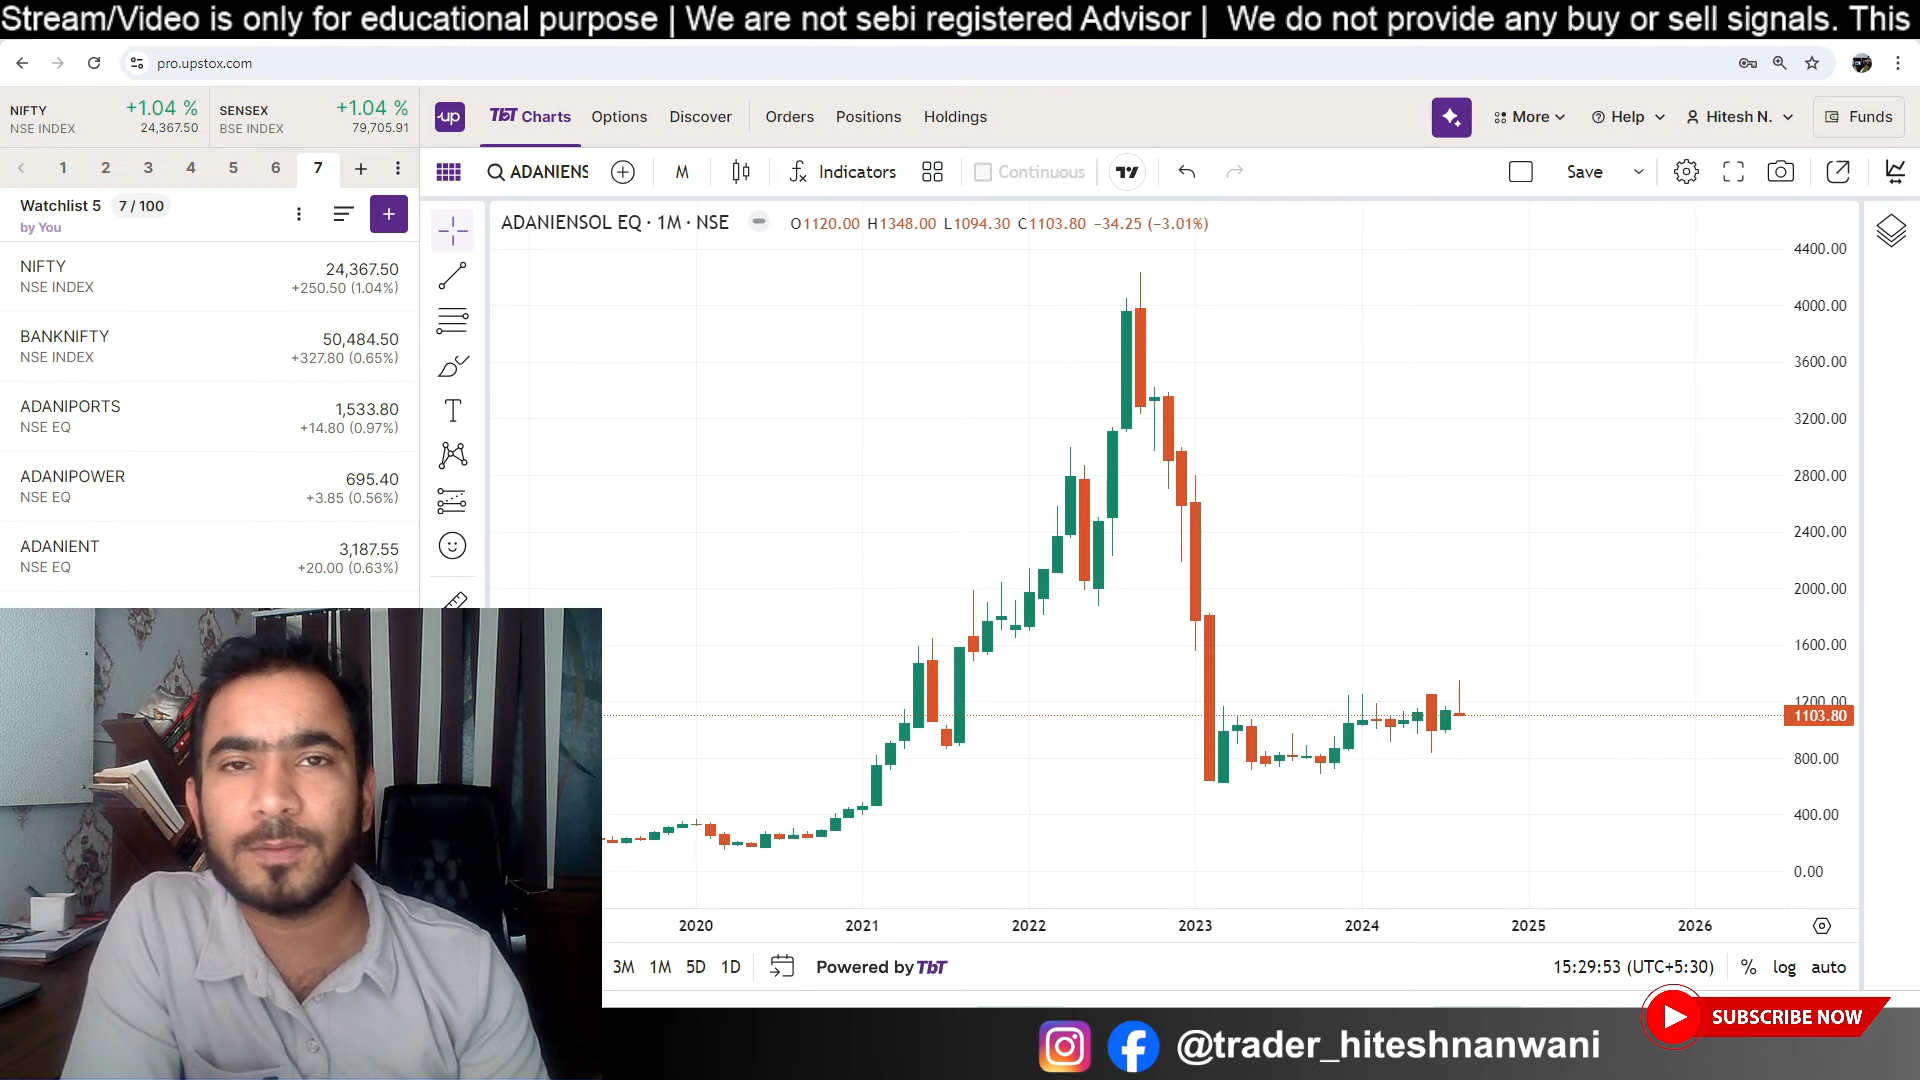 Stream/Video is only for educational purpose | We are not sebi registered Advisor | We do not provide any buy or sell signals. This
pro.upstox.com
NIFTY +1.04 %
NSE INDEX 24,367.50
SENSEX +1.04 %
BSE INDEX 79,705.91
up TbT Charts Options Discover Orders Positions Holdings More Help Hitesh N. Funds
1 2 3 4 5 6 7
ADANIENS M Indicators Continuous Save
Watchlist 5 7 / 100
by You
ADANIENSOL EQ · 1M · NSE O1120.00 H1348.00 L1094.30 C1103.80 −34.25 (−3.01%)
NIFTY 24,367.50
NSE INDEX +250.50 (1.04%)
BANKNIFTY 50,484.50
NSE INDEX +327.80 (0.65%)
ADANIPORTS 1,533.80
NSE EQ +14.80 (0.97%)
ADANIPOWER 695.40
NSE EQ +3.85 (0.56%)
ADANIENT 3,187.55
NSE EQ +20.00 (0.63%)
4400.00
4000.00
3600.00
3200.00
2800.00
2400.00
2000.00
1600.00
1200.00
1103.80
800.00
400.00
0.00
2020 2021 2022 2023 2024 2025 2026
3M 1M 5D 1D Powered by TbT 15:29:53 (UTC+5:30) % log auto
SUBSCRIBE NOW
@trader_hiteshnanwani